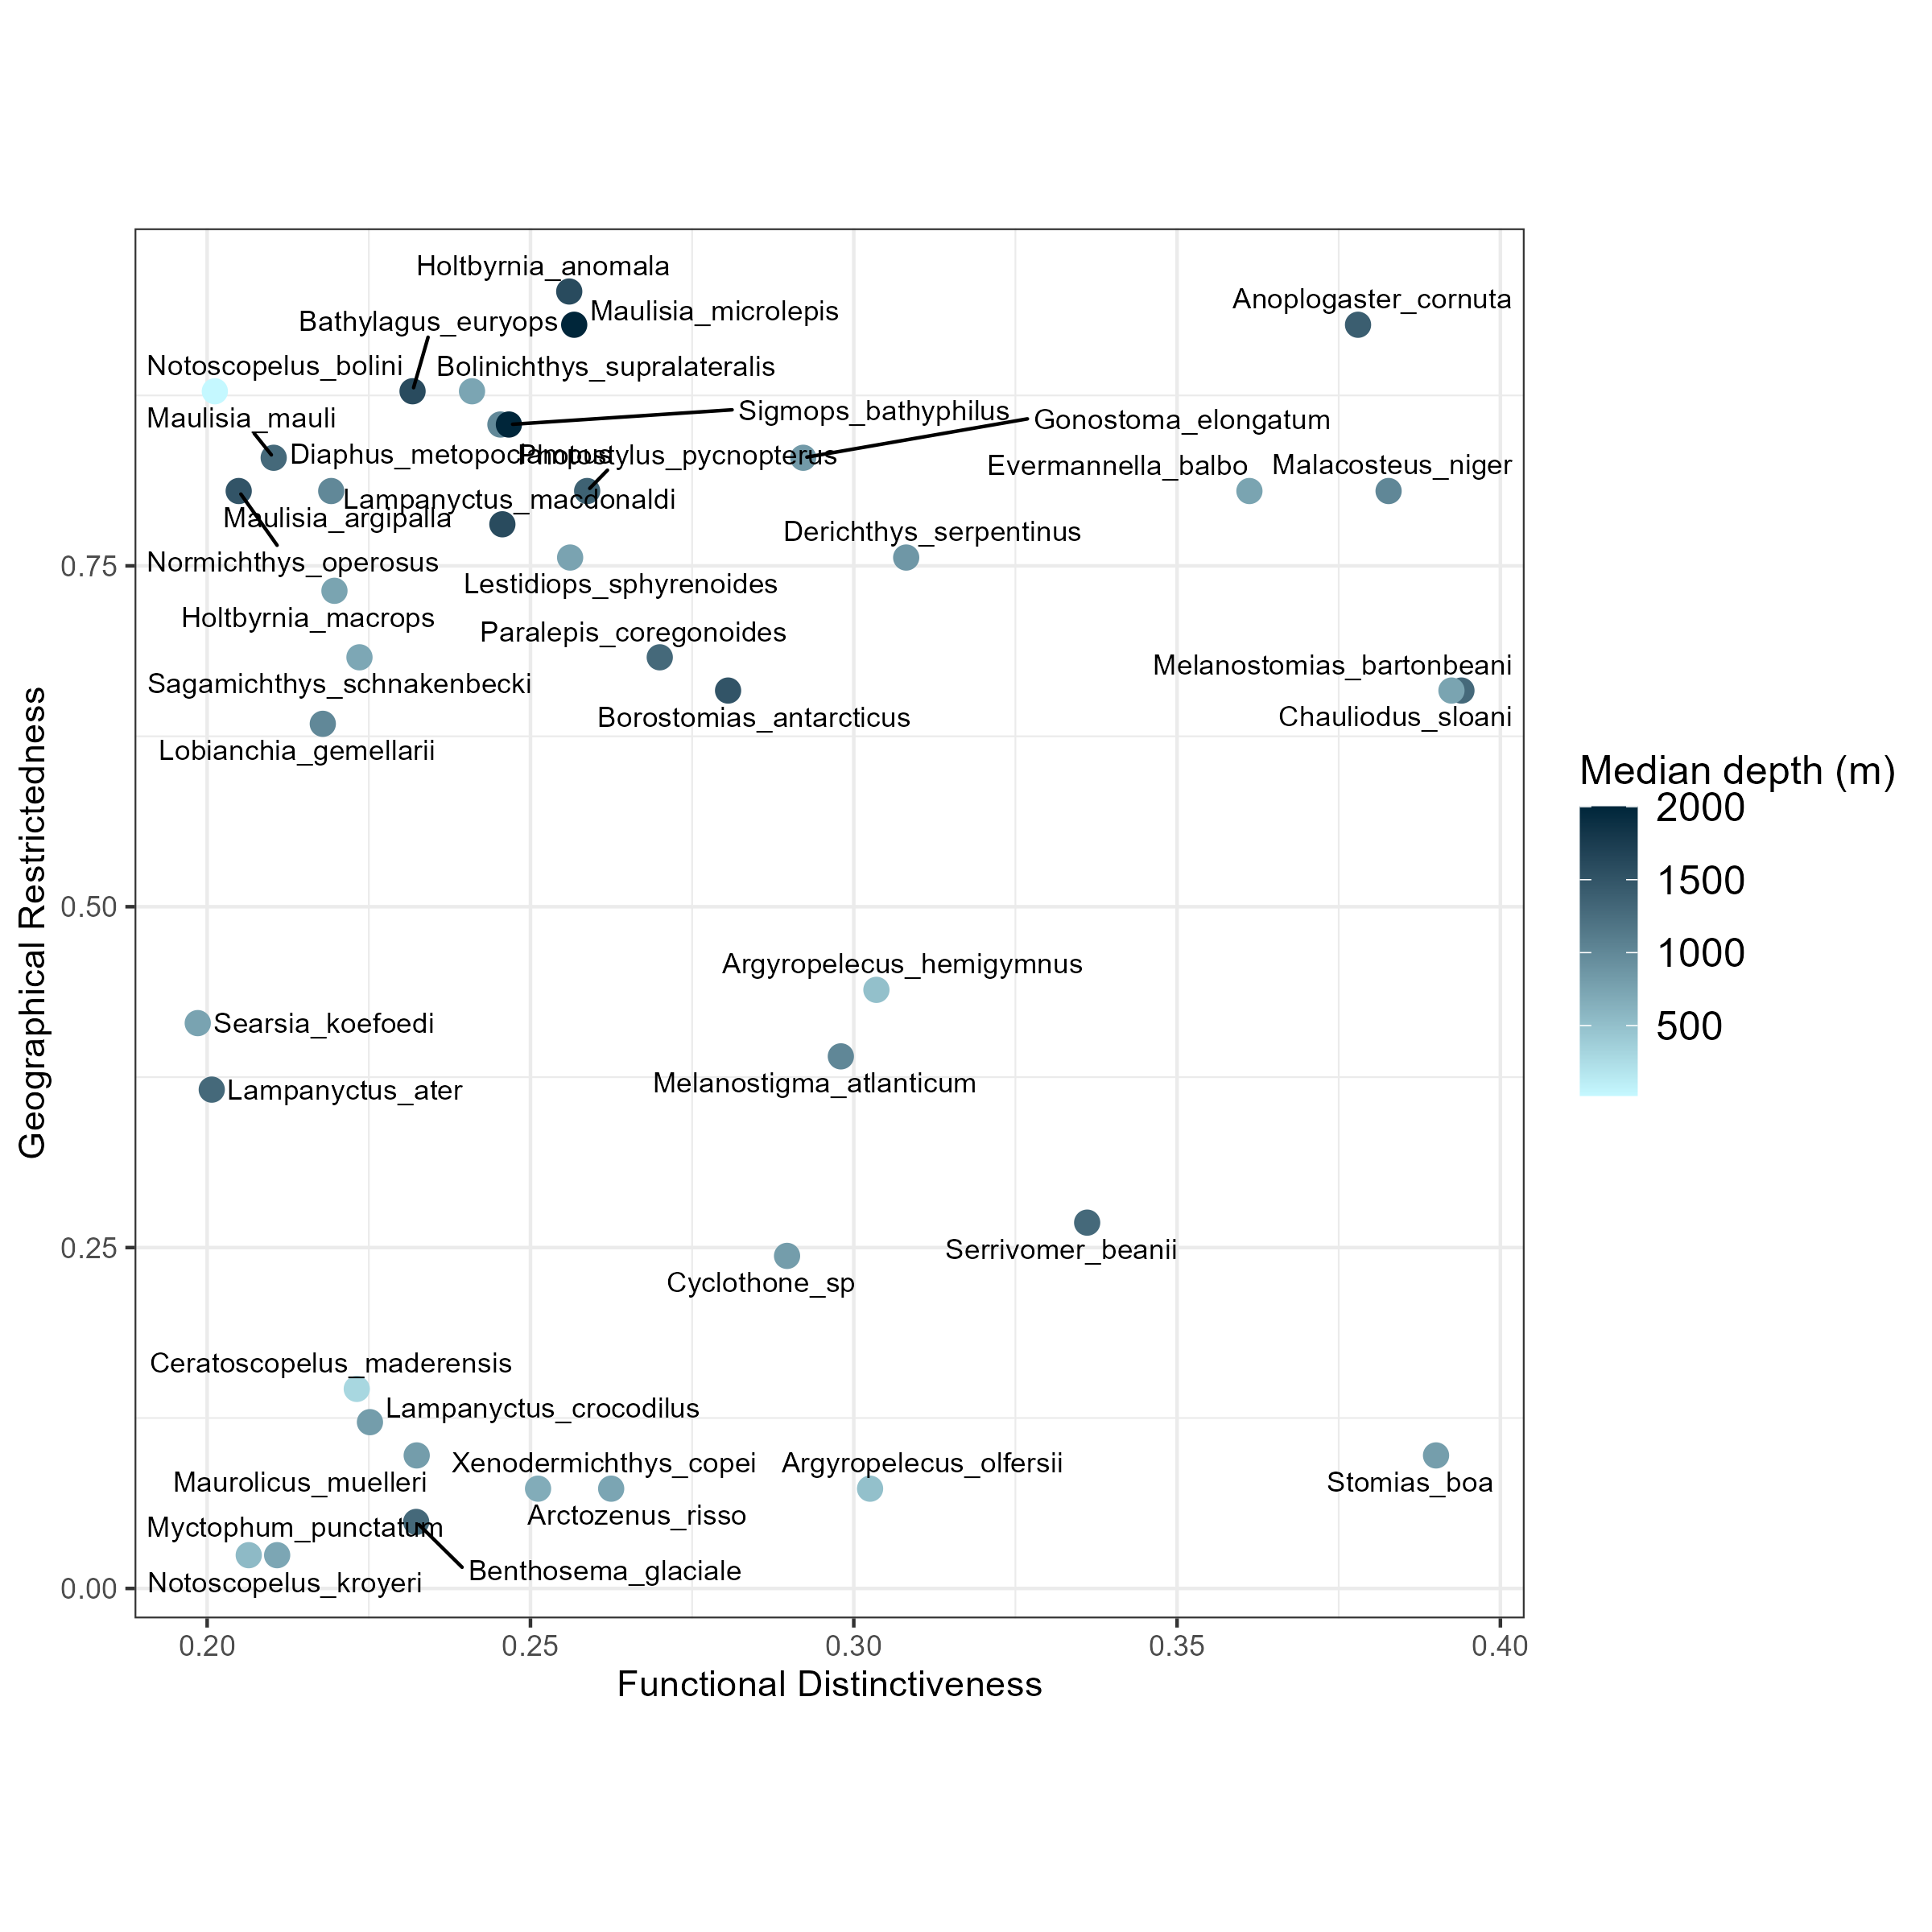 Holtbyrnia_anomala
Maulisia_microlepis
Anoplogaster_cornuta
Bathylagus_euryops
Notoscopelus_bolini
Bolinichthys_supralateralis
Maulisia_mauli
Sigmops_bathyphilus
Gonostoma_elongatum
Diaphus_metopoclampus
Photostylus_pycnopterus
Evermannella_balbo
Malacosteus_niger
Lampanyctus_macdonaldi
Maulisia_argipalla
Derichthys_serpentinus
Normichthys_operosus
Lestidiops_sphyrenoides
Holtbyrnia_macrops
Paralepis_coregonoides
Melanostomias_bartonbeani
Sagamichthys_schnakenbecki
Borostomias_antarcticus
Chauliodus_sloani
Lobianchia_gemellarii
Argyropelecus_hemigymnus
Searsia_koefoedi
Melanostigma_atlanticum
Lampanyctus_ater
Serrivomer_beanii
Cyclothone_sp
Ceratoscopelus_maderensis
Lampanyctus_crocodilus
Maurolicus_muelleri
Xenodermichthys_copei
Argyropelecus_olfersii
Stomias_boa
Arctozenus_risso
Myctophum_punctatum
Benthosema_glaciale
Notoscopelus_kroyeri
0.75
0.50
0.25
0.00
0.20
0.25
0.30
0.35
0.40
Functional Distinctiveness
Geographical Restrictedness
Median depth (m)
2000
1500
1000
500